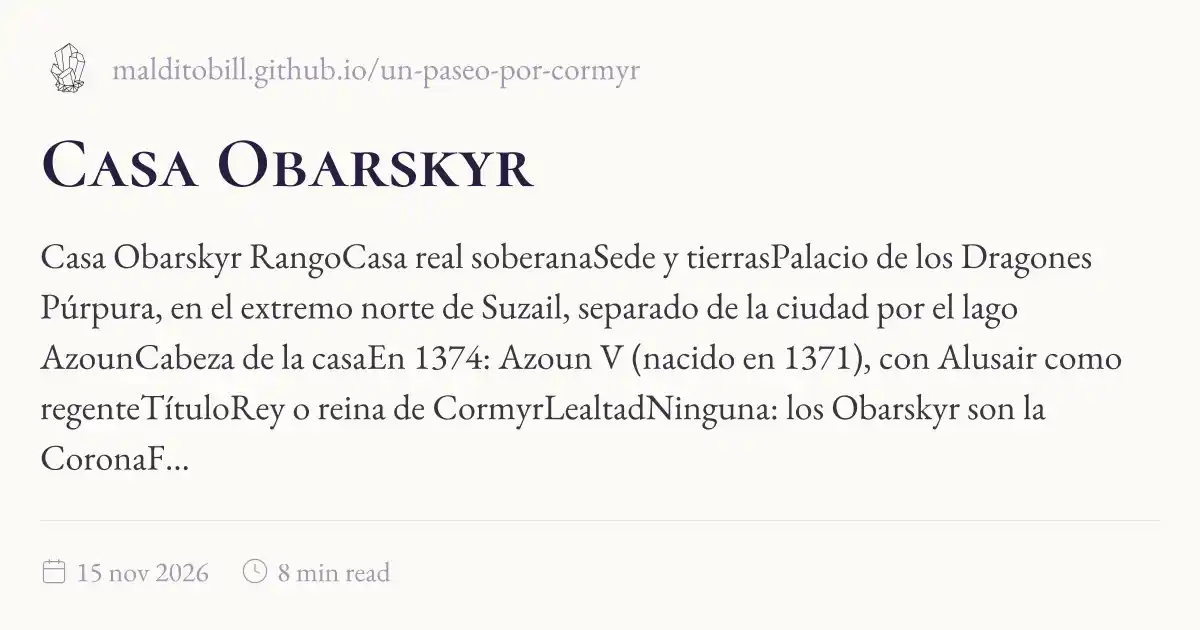 malditobill.github.io/un-paseo-por-cormyr
Casa Obarskyr
Casa Obarskyr RangoCasa real soberanaSede y tierrasPalacio de los Dragones
Púrpura, en el extremo norte de Suzail, separado de la ciudad por el lago
AzounCabeza de la casaEn 1374: Azoun V (nacido en 1371), con Alusair como
regenteTítuloRey o reina de CormyrLealtadNinguna: los Obarskyr son la
CoronaF...
15 nov 2026 8 min read